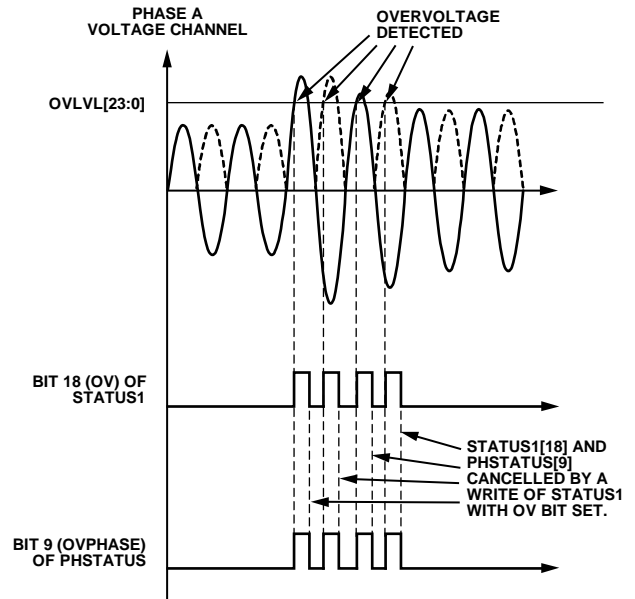 PHASE A
VOLTAGE CHANNEL
OVERVOLTAGE
DETECTED
OVLVL[23:0]
BIT 18 (OV) OF
STATUS1
STATUS1[18] AND
PHSTATUS[9]
CANCELLED BY A
WRITE OF STATUS1
WITH OV BIT SET.
BIT 9 (OVPHASE)
OF PHSTATUS